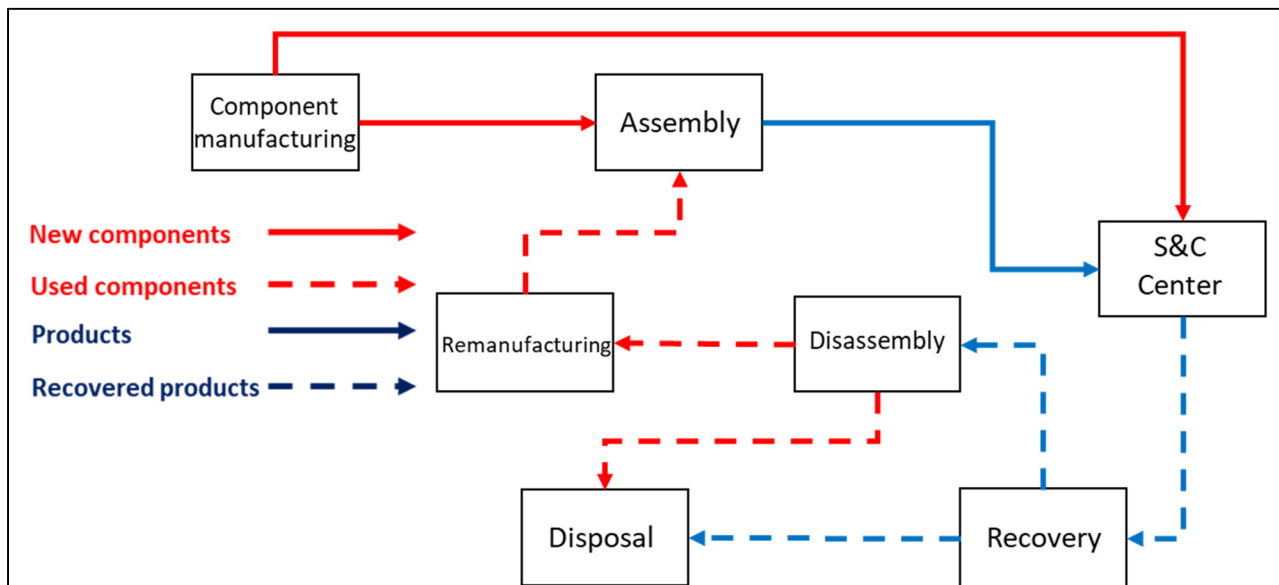 Component
manufacturing
Assembly
New components
Used components
Products
Recovered products
S&C
Center
Remanufacturing
Disassembly
Disposal
Recovery